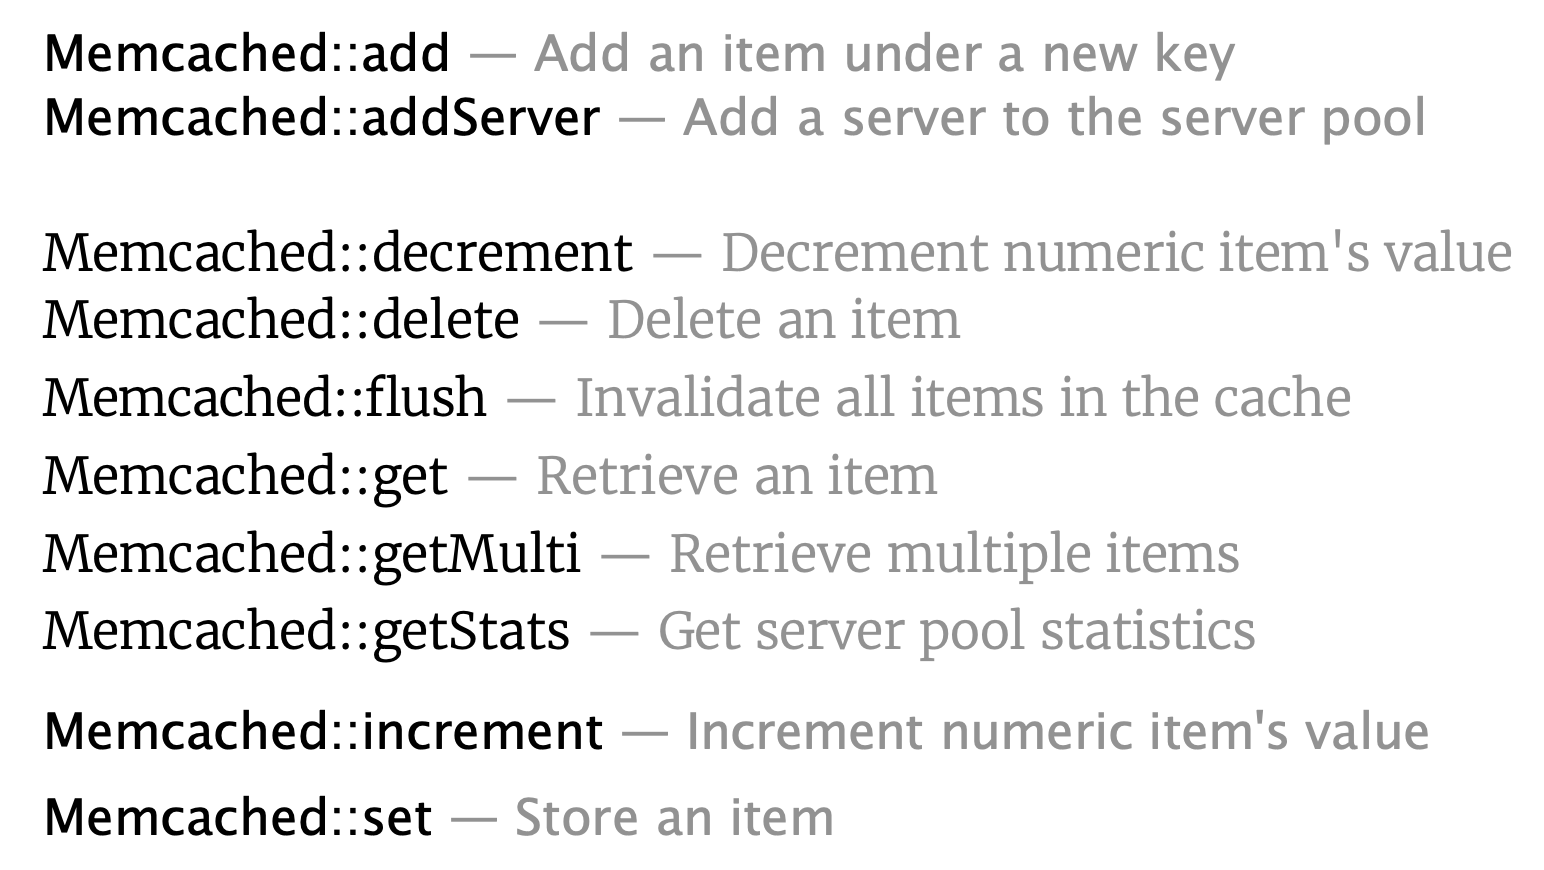 Memcached::add — Add an item under a new key
Memcached::addServer — Add a server to the server pool
Memcached::decrement — Decrement numeric item's value
Memcached::delete — Delete an item
Memcached::flush — Invalidate all items in the cache
Memcached::get — Retrieve an item
Memcached::getMulti — Retrieve multiple items
Memcached::getStats — Get server pool statistics
Memcached::increment — Increment numeric item's value
Memcached::set — Store an item